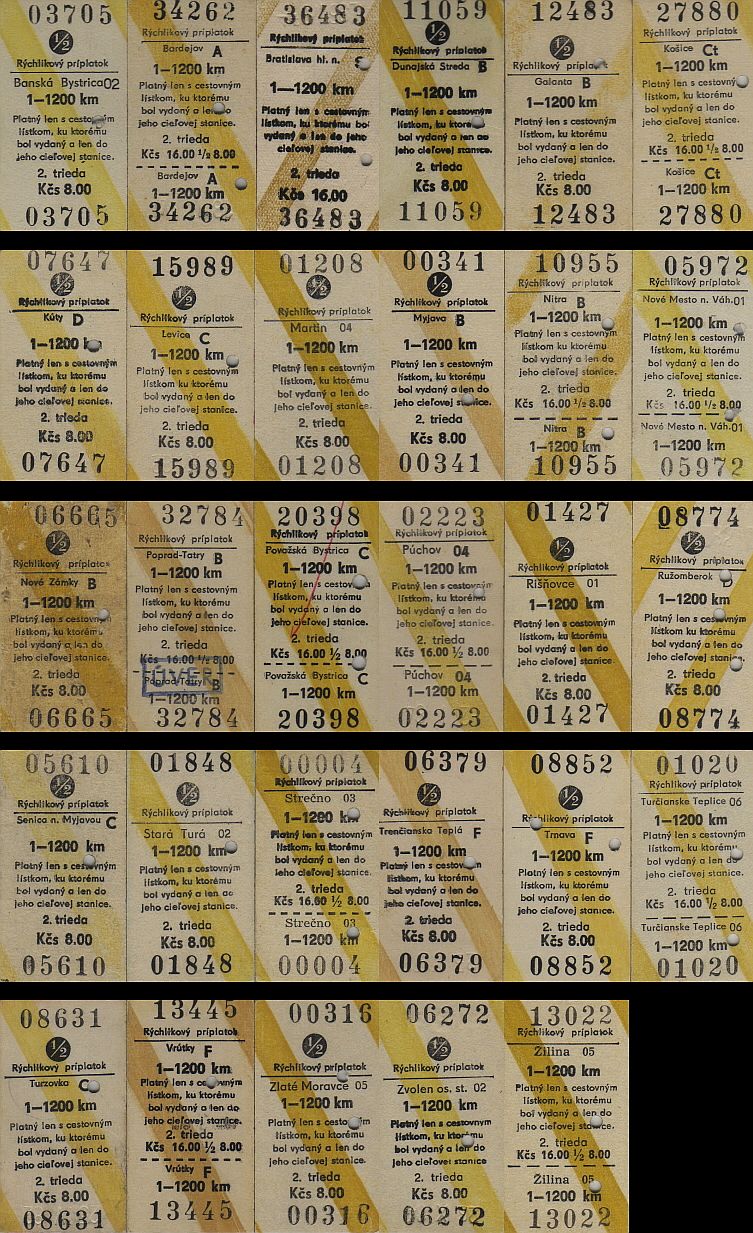 03705
1/2
Rýchlikový príplatok
Banská Bystrica 02
1–1200 km
Platný len s cestovným
lístkom, ku ktorému
bol vydaný a len do
jeho cieľovej stanice.
2. trieda
Kčs 8.00
03705
34262
Rýchlikový príplatok
Bardejov A
1–1200 km
Platný len s cestovným
lístkom, ku ktorému
bol vydaný a len do
jeho cieľovej stanice.
2. trieda
Kčs 16.00 1/2 8.00
Bardejov A
1–1200 km
34262
36483
Rýchlikový príplatok
Bratislava hl. n.
1–1200 km
Platný len s cestovným
lístkom, ku ktorému bol
vydaný a len do jeho
cieľovej stanice.
2. trieda
Kčs 16.00
36483
11059
1/2
Rýchlikový príplatok
Dunajská Streda B
1–1200 km
Platný len s cestovným
lístkom, ku ktorému
bol vydaný a len do
jeho cieľovej stanice.
2. trieda
Kčs 8.00
11059
12483
1/2
Rýchlikový príplatok
Galanta B
1–1200 km
Platný len s cestovným
lístkom, ku ktorému
bol vydaný a len do
jeho cieľovej stanice.
2. trieda
Kčs 8.00
12483
27880
Rýchlikový príplatok
Košice Ct
1–1200 km
Platný len s cestovným
lístkom, ku ktorému
bol vydaný a len do
jeho cieľovej stanice.
2. trieda
Kčs 16.00 1/2 8.00
Košice Ct
1–1200 km
27880
07647
1/2
Rýchlikový príplatok
Kúty D
1–1200
Platný len s cestovným
lístkom, ku ktorému
bol vydaný a len do
jeho cieľovej stanice.
2. trieda
Kčs 8.00
07647
15989
1/2
Rýchlikový príplatok
Levice C
1–1200 km
Platný len s cestovným
lístkom, ku ktorému
bol vydaný a len do
jeho cieľovej stanice.
2. trieda
Kčs 8.00
15989
01208
1/2
Rýchlikový príplatok
Martin 04
1–1200 km
Platný len s cestovným
lístkom, ku ktorému
bol vydaný a len do
jeho cieľovej stanice.
2. trieda
Kčs 8.00
01208
00341
1/2
Rýchlikový príplatok
Myjava B
1–1200 km
Platný len s cestovným
lístkom, ku ktorému
bol vydaný a len do
jeho cieľovej stanice.
2. trieda
Kčs 8.00
00341
10955
Rýchlikový príplatok
Nitra B
1–1200 km
Platný len s cestovným
lístkom, ku ktorému
bol vydaný a len do
jeho cieľovej stanice.
2. trieda
Kčs 16.00 1/2 8.00
Nitra B
1–1200 km
10955
05972
Rýchlikový príplatok
Nové Mesto n. Váh. 01
1–1200 km
Platný len s cestovným
lístkom, ku ktorému
bol vydaný a len do
jeho cieľovej stanice.
2. trieda
Kčs 16.00 1/2 8.00
Nové Mesto n. Váh. 01
1–1200 km
05972
06665
1/2
Rýchlikový príplatok
Nové Zámky B
1–1200 km
Platný len s cestovným
lístkom, ku ktorému
bol vydaný a len do
jeho cieľovej stanice.
2. trieda
Kčs 8.00
06665
32784
Rýchlikový príplatok
Poprad-Tatry B
1–1200 km
Platný len s cestovným
lístkom, ku ktorému
bol vydaný a len do
jeho cieľovej stanice.
2. trieda
Kčs 16.00 1/2 8.00
ÚVER
Poprad-Tatry B
1–1200 km
32784
20398
Rýchlikový príplatok
Považská Bystrica C
1–1200 km
Platný len s cestovným
lístkom, ku ktorému
bol vydaný a len do
jeho cieľovej stanice.
2. trieda
Kčs 16.00 1/2 8.00
Považská Bystrica C
1–1200 km
20398
02223
Rýchlikový príplatok
Púchov 04
1–1200 km
Platný len s cestovným
lístkom, ku ktorému
bol vydaný a len do
jeho cieľovej stanice.
2. trieda
Kčs 16.00 1/2 8.00
Púchov 04
1–1200 km
02223
01427
1/2
Rýchlikový príplatok
Rišňovce 01
1–1200 km
Platný len s cestovným
lístkom, ku ktorému
bol vydaný a len do
jeho cieľovej stanice.
2. trieda
Kčs 8.00
01427
08774
1/2
Rýchlikový príplatok
Ružomberok
1–1200 km
Platný len s cestovným
lístkom, ku ktorému
bol vydaný a len do
jeho cieľovej stanice.
2. trieda
Kčs 8.00
08774
05610
1/2
Rýchlikový príplatok
Senica n. Myjavou C
1–1200 km
Platný len s cestovným
lístkom, ku ktorému
bol vydaný a len do
jeho cieľovej stanice.
2. trieda
Kčs 8.00
05610
01848
1/2
Rýchlikový príplatok
Stará Turá 02
1–1200 km
Platný len s cestovným
lístkom, ku ktorému
bol vydaný a len do
jeho cieľovej stanice.
2. trieda
Kčs 8.00
01848
00004
Rýchlikový príplatok
Strečno 03
1–1200 km
Platný len s cestovným
lístkom, ku ktorému
bol vydaný a len do
jeho cieľovej stanice.
2. trieda
Kčs 16.00 1/2 8.00
Strečno 03
1–1200 km
00004
06379
1/2
Rýchlikový príplatok
Trenčianska Teplá F
1–1200 km
Platný len s cestovným
lístkom, ku ktorému
bol vydaný a len do
jeho cieľovej stanice.
2. trieda
Kčs 8.00
06379
08852
1/2
Rýchlikový príplatok
Trnava F
1–1200 km
Platný len s cestovným
lístkom, ku ktorému
bol vydaný a len do
jeho cieľovej stanice.
2. trieda
Kčs 8.00
08852
01020
Rýchlikový príplatok
Turčianske Teplice 06
1–1200 km
Platný len s cestovným
lístkom, ku ktorému
bol vydaný a len do
jeho cieľovej stanice.
2. trieda
Kčs 16.00 1/2 8.00
Turčianske Teplice 06
1–1200 km
01020
08631
1/2
Rýchlikový príplatok
Turzovka C
1–1200 km
Platný len s cestovným
lístkom, ku ktorému
bol vydaný a len do
jeho cieľovej stanice.
2. trieda
Kčs 8.00
08631
13445
Rýchlikový príplatok
Vrútky F
1–1200 km
Platný len s cestovným
lístkom, ku ktorému
bol vydaný a len do
jeho cieľovej stanice.
2. trieda
Kčs 16.00 1/2 8.00
Vrútky F
1–1200 km
13445
00316
1/2
Rýchlikový príplatok
Zlaté Moravce 05
1–1200 km
Platný len s cestovným
lístkom, ku ktorému
bol vydaný a len do
jeho cieľovej stanice.
2. trieda
Kčs 8.00
00316
06272
1/2
Rýchlikový príplatok
Zvolen os. st. 02
1–1200 km
Platný len s cestovným
lístkom, ku ktorému
bol vydaný a len do
jeho cieľovej stanice
2. trieda
Kčs 8.00
06272
13022
Rýchlikový príplatok
Žilina 05
1–1200 km
Platný len s cestovným
lístkom, ku ktorému
bol vydaný a len do
jeho cieľovej stanice.
2. trieda
Kčs 16.00 1/2 8.00
Žilina 05
1–1200 km
13022